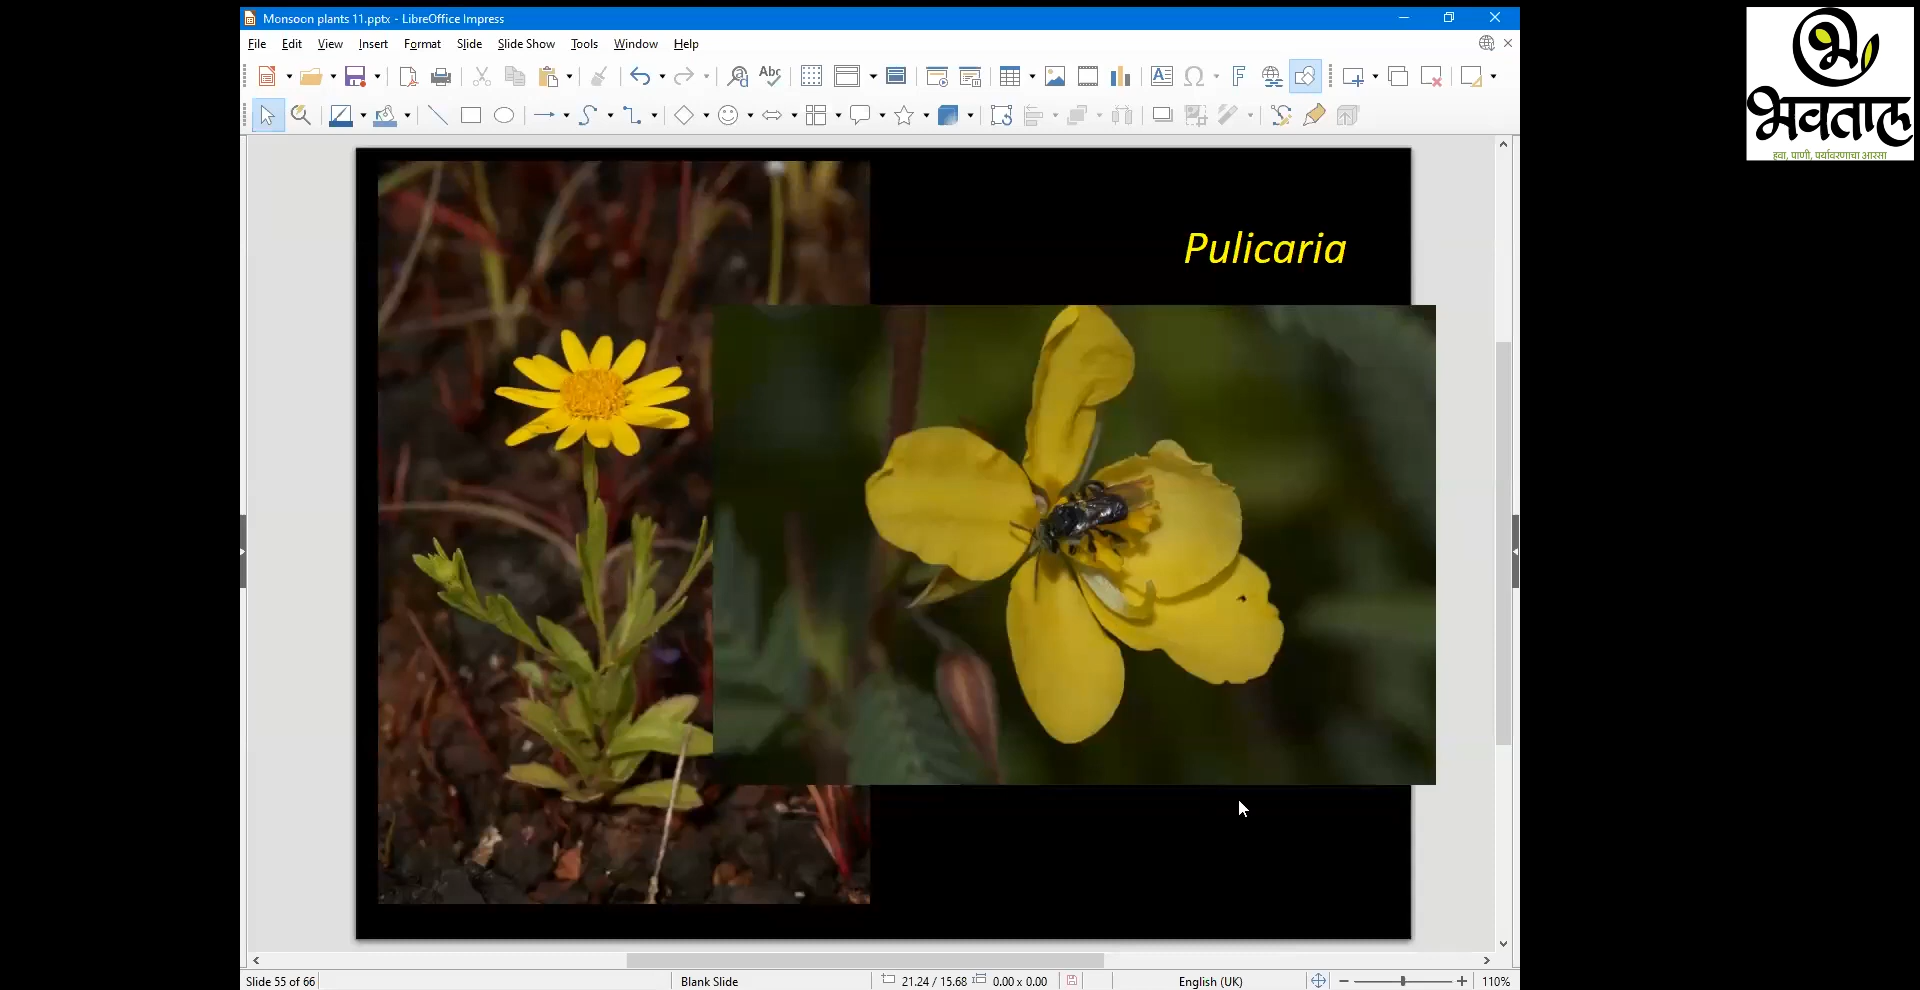 Monsoon plants 11.pptx - LibreOffice Impress
File Edit View Insert Format Slide Slide Show Tools Window Help
Abc
Pulicaria
भवताल
हवा, पाणी, पर्यावरणाचा आरसा
Slide 55 of 66 Blank Slide 21.24 / 15.68 0.00 x 0.00 English (UK) 110%